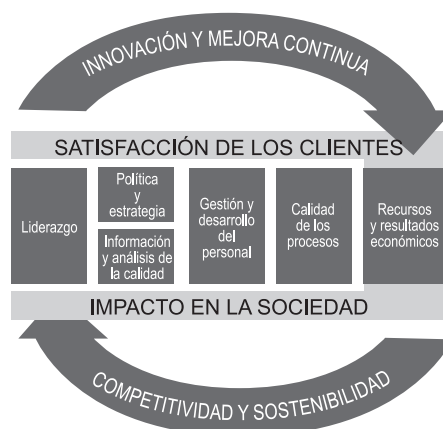 INNOVACIÓN Y MEJORA CONTINUA
SATISFACCIÓN DE LOS CLIENTES
Liderazgo
Política
y
estrategia
Información
y análisis de
la calidad
Gestión y
desarrollo
del
personal
Calidad
de los
procesos
Recursos
y resultados
económicos
IMPACTO EN LA SOCIEDAD
COMPETITIVIDAD Y SOSTENIBILIDAD